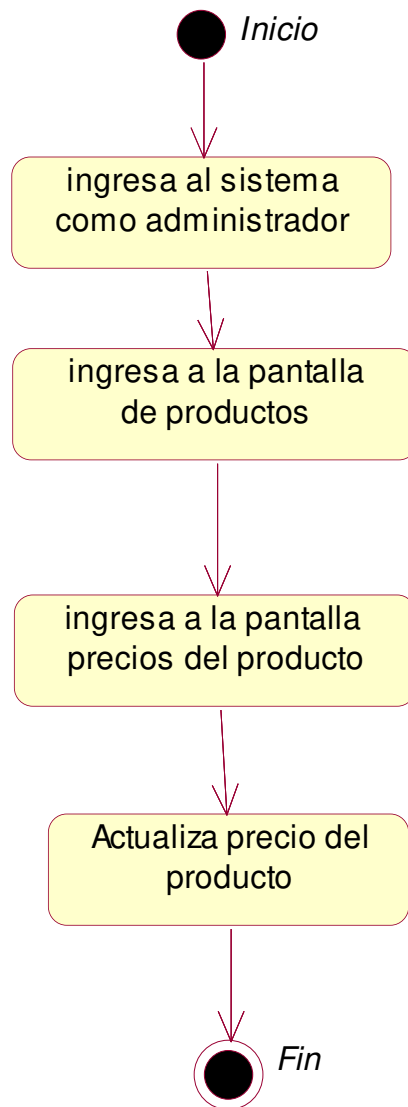 Inicio
ingresa al sistema
como administrador
ingresa a la pantalla
de productos
ingresa a la pantalla
precios del producto
Actualiza precio del
producto
Fin